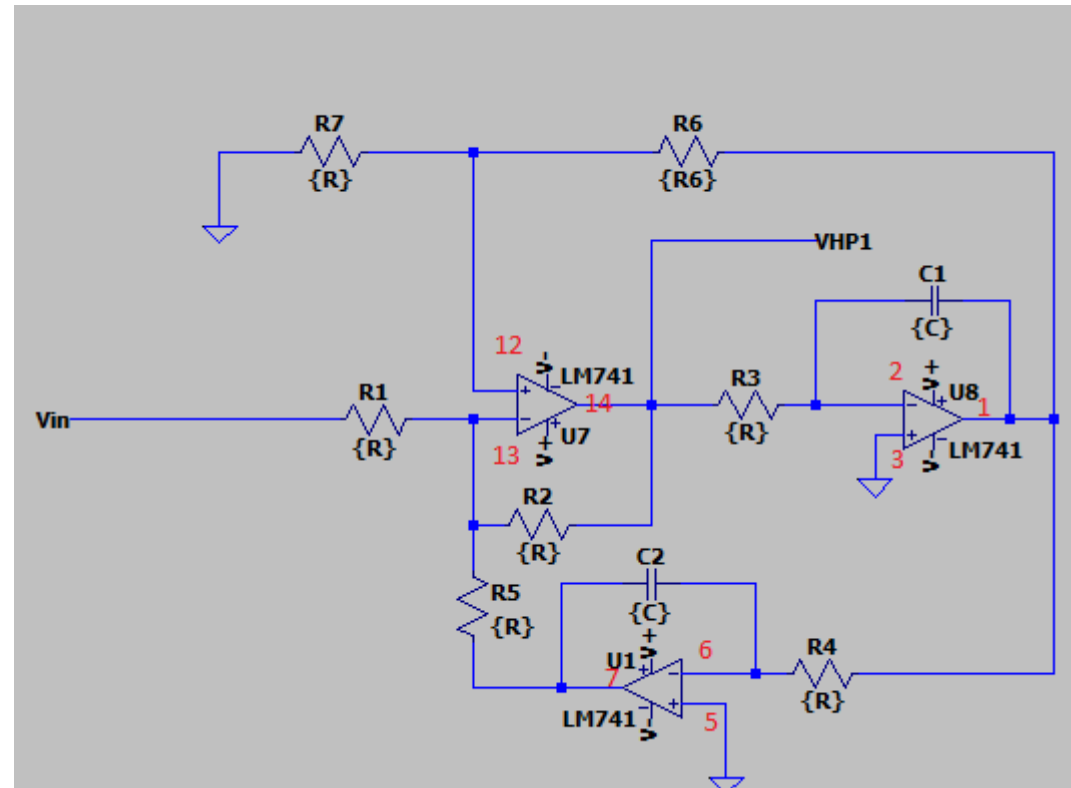 R7
{R}
R6
{R6}
VHP1
C1
{C}
12
V-
LM741
R1
{R}
Vin
14
U7
V+
13
R3
{R}
2
V+
U8
1
3
LM741
V-
R2
{R}
C2
{C}
R5
{R}
V+
U1
7
6
R4
{R}
LM741
V-
5